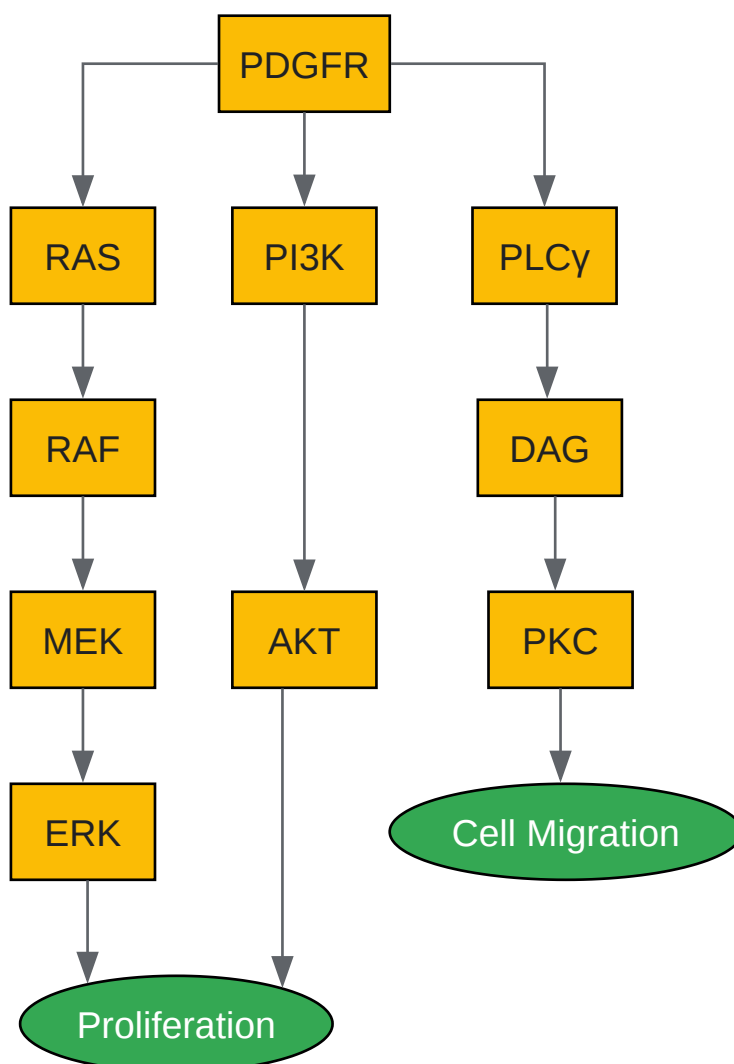 PDGFR
RAS
PI3K
PLCγ
RAF
DAG
MEK
AKT
PKC
ERK
Cell Migration
Proliferation